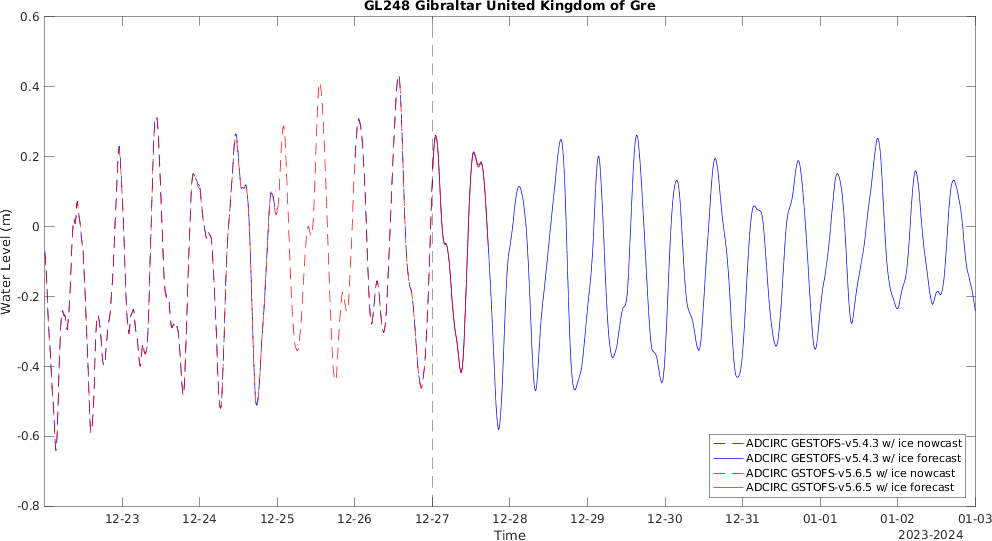 GL248 Gibraltar United Kingdom of Gre
0.6
0.4
0.2
0
-0.2
-0.4
-0.6
-0.8
Water Level (m)
12-23 12-24 12-25 12-26 12-27 12-28 12-29 12-30 12-31 01-01 01-02 01-03
Time
2023-2024
ADCIRC GESTOFS-v5.4.3 w/ ice nowcast
ADCIRC GESTOFS-v5.4.3 w/ ice forecast
ADCIRC GSTOFS-v5.6.5 w/ ice nowcast
ADCIRC GSTOFS-v5.6.5 w/ ice forecast